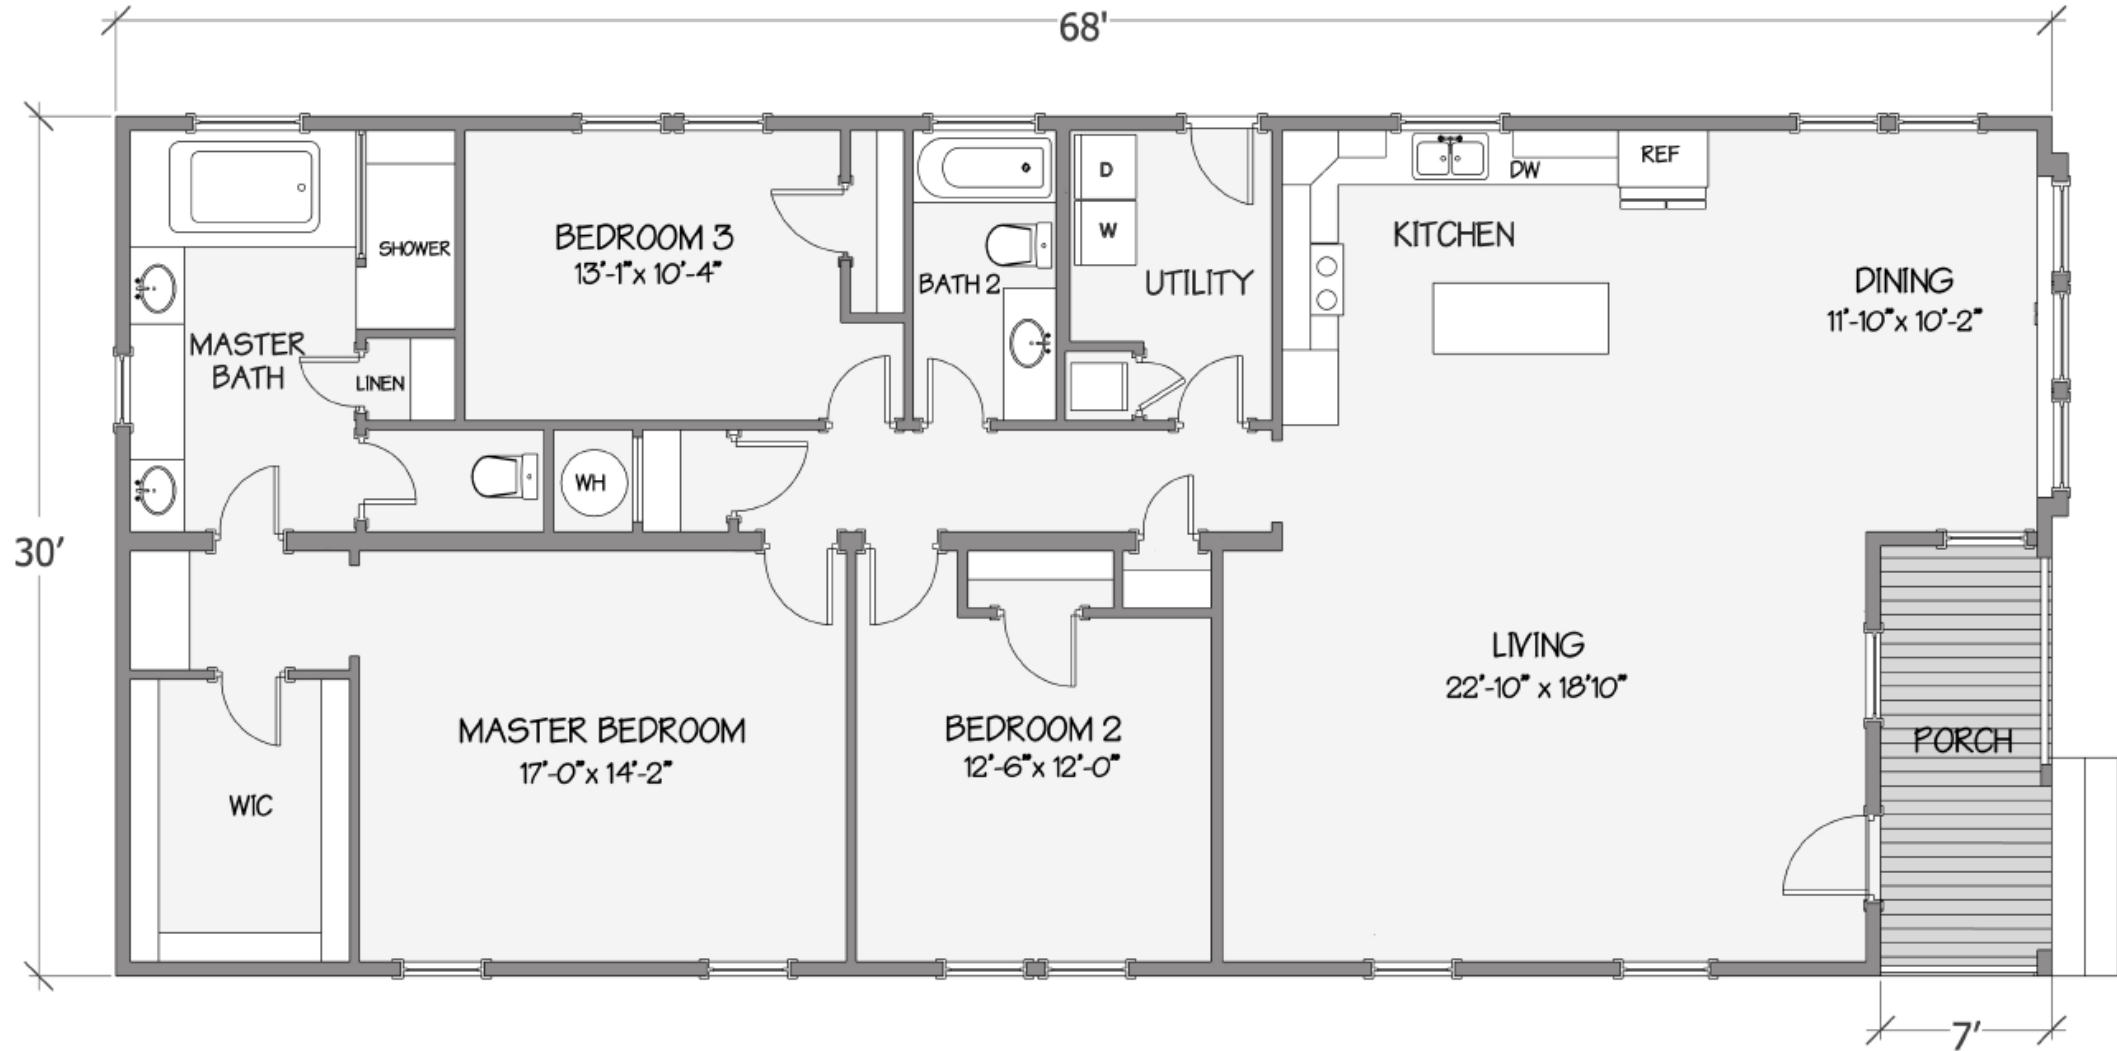 68'
30'
SHOWER
MASTER
BATH
LINEN
BEDROOM 3
13'-1"x 10'-4"
BATH 2
D
W
UTILITY
DW
REF
KITCHEN
DINING
11'-10"x 10'-2"
WH
WIC
MASTER BEDROOM
17'-0"x 14'-2"
BEDROOM 2
12'-6"x 12'-0"
LIVING
22'-10" x 18'10"
PORCH
7'